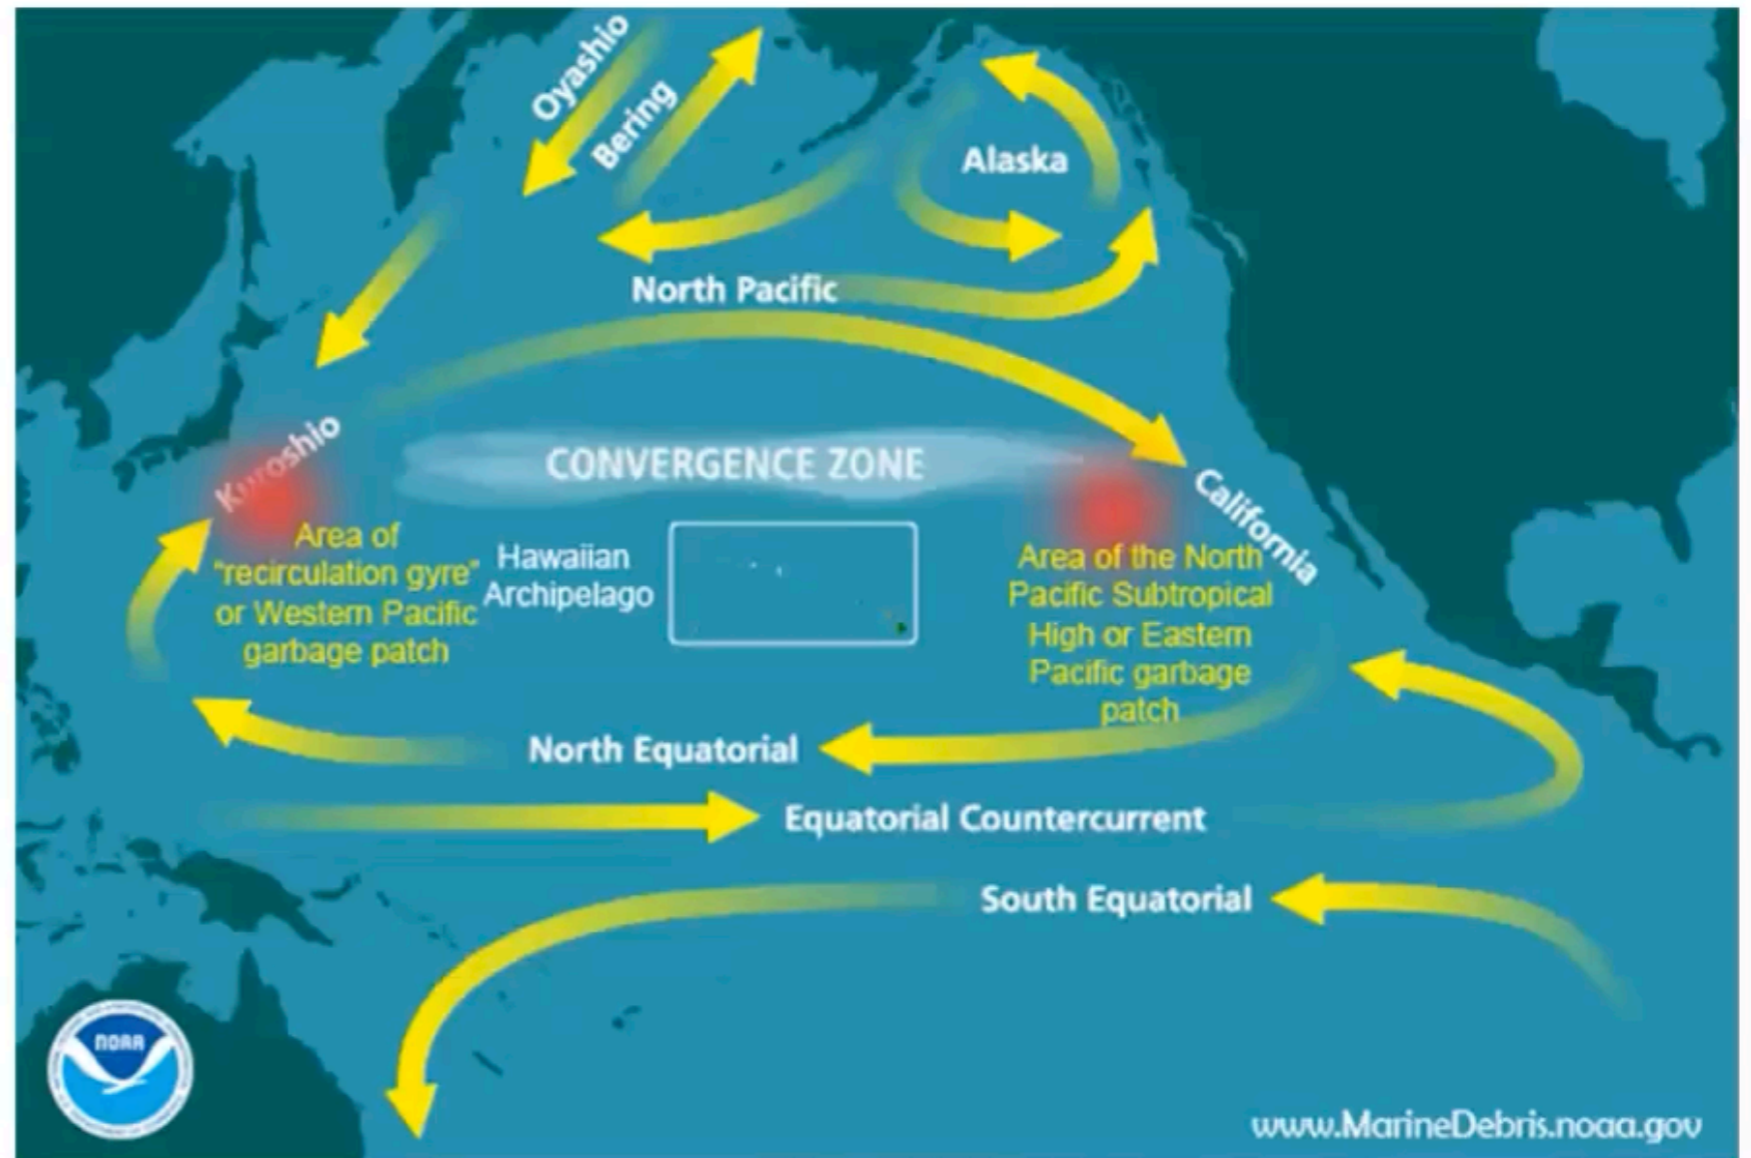 Oyashio
Bering
Alaska
North Pacific
Kuroshio
CONVERGENCE ZONE
California
Area of
"recirculation gyre"
or Western Pacific
garbage patch
Hawaiian
Archipelago
Area of the North
Pacific Subtropical
High or Eastern
Pacific garbage
patch
North Equatorial
Equatorial Countercurrent
South Equatorial
NOAA
www.MarineDebris.noaa.gov